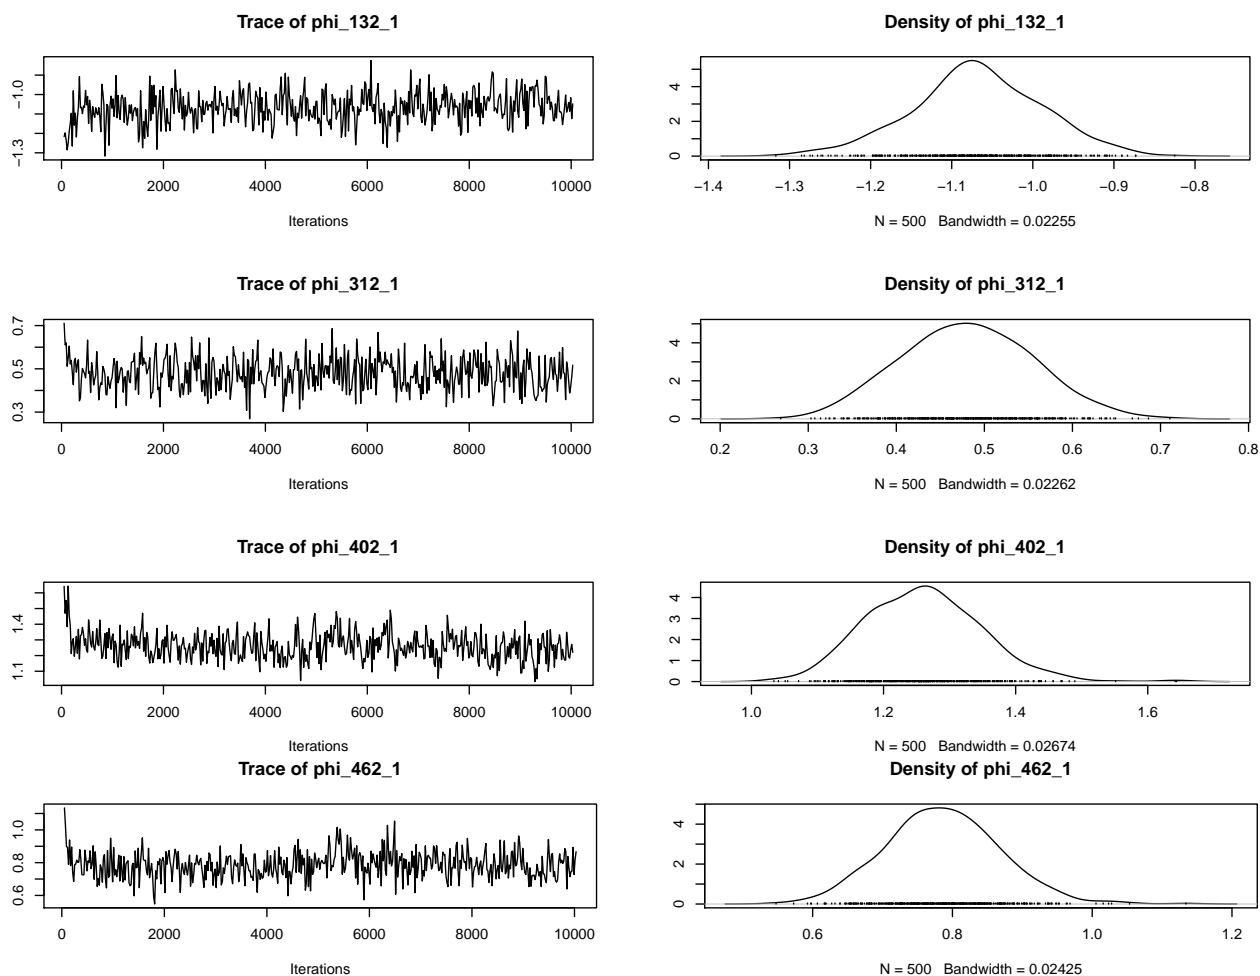 Trace of phi_132_1
−1.3 −1.0
0 2000 4000 6000 8000 10000
Iterations
Density of phi_132_1
0 2 4
−1.4 −1.3 −1.2 −1.1 −1.0 −0.9 −0.8
N = 500 Bandwidth = 0.02255
Trace of phi_312_1
0.3 0.5 0.7
0 2000 4000 6000 8000 10000
Iterations
Density of phi_312_1
0 2 4
0.2 0.3 0.4 0.5 0.6 0.7 0.8
N = 500 Bandwidth = 0.02262
Trace of phi_402_1
1.1 1.4
0 2000 4000 6000 8000 10000
Iterations
Density of phi_402_1
0 1 2 3 4
1.0 1.2 1.4 1.6
N = 500 Bandwidth = 0.02674
Trace of phi_462_1
0.6 0.8 1.0
0 2000 4000 6000 8000 10000
Iterations
Density of phi_462_1
0 2 4
0.6 0.8 1.0 1.2
N = 500 Bandwidth = 0.02425